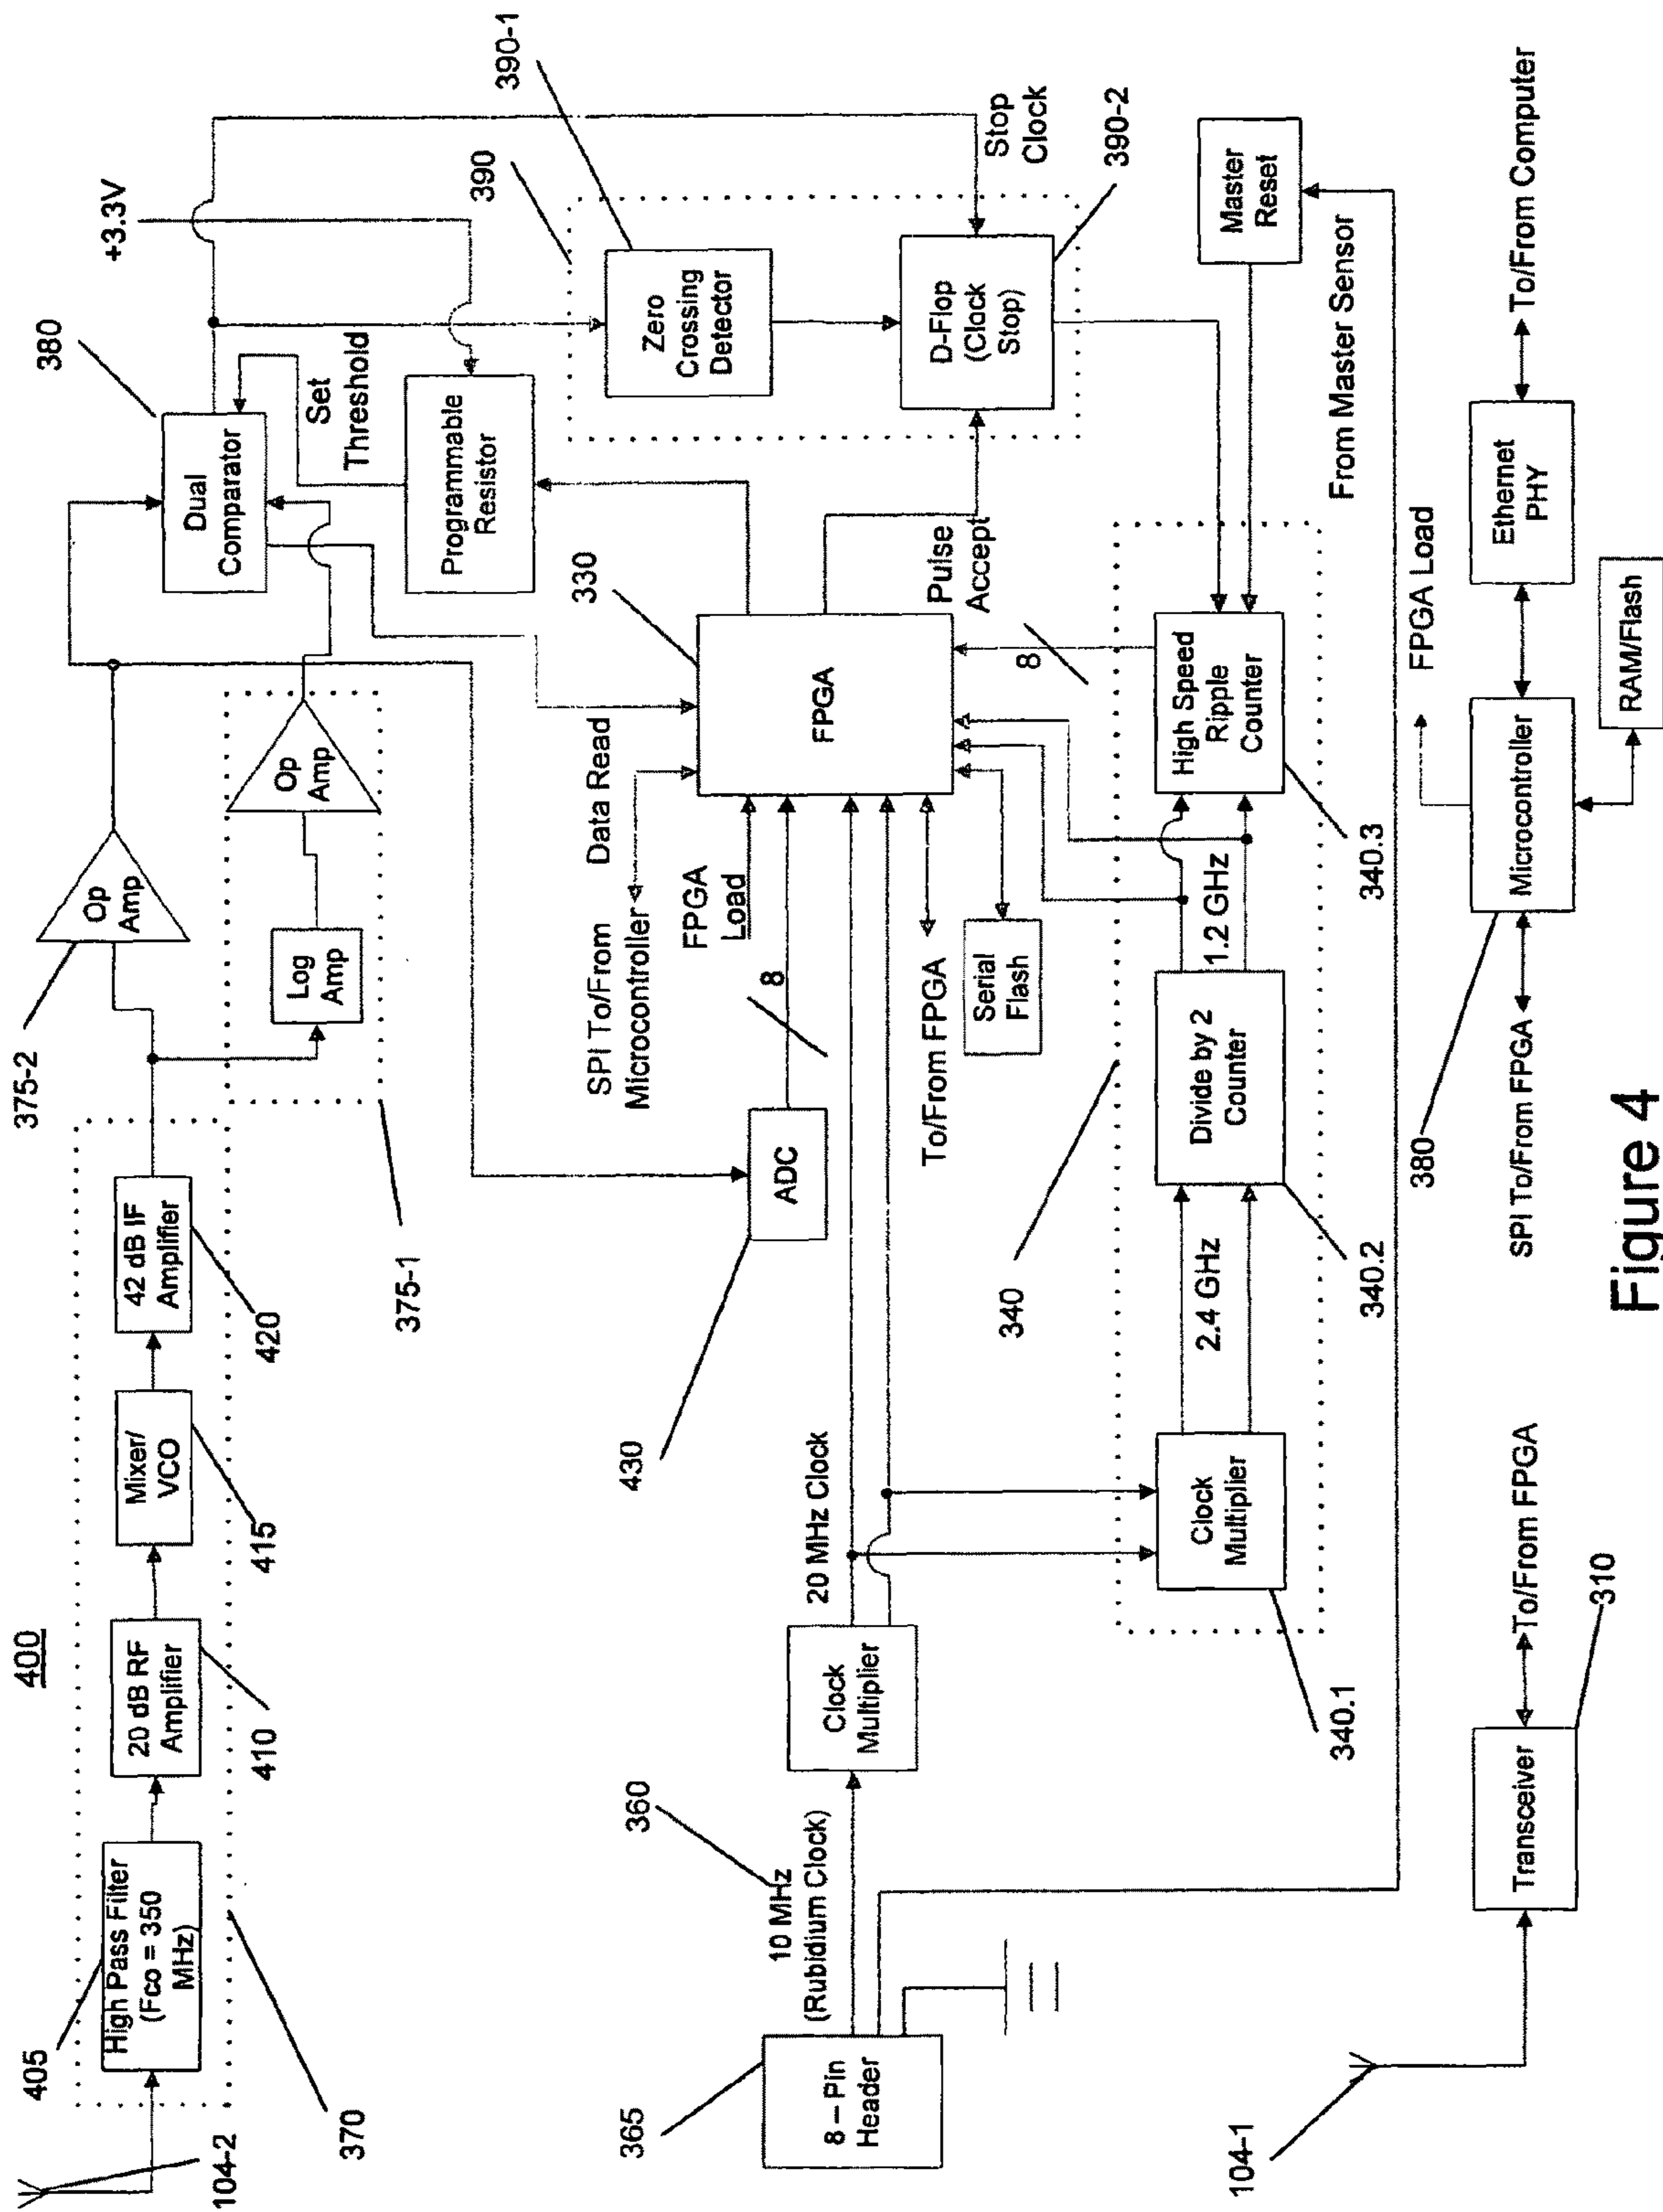 400
405
High Pass Filter
(Fco = 350
MHz)
20 dB RF
Amplifier
410
Mixer/
VCO
415
42 dB IF
Amplifier
420
104-2
370
375-2
Op
Amp
Log
Amp
Op
Amp
375-1
380
Dual
Comparator
Set
Threshold
+3.3V
Programmable
Resistor
390
390-1
Zero
Crossing
Detector
D-Flop
(Clock
Stop)
Stop
Clock
390-2
Pulse
Accept
330
FPGA
Data Read
SPI To/From
Microcontroller
FPGA
Load
8
ADC
430
To/From FPGA
Serial
Flash
8
365
8 – Pin
Header
360
10 MHz
(Rubidium Clock)
Clock
Multiplier
20 MHz Clock
340
Clock
Multiplier
340.1
2.4 GHz
Divide by 2
Counter
340.2
1.2 GHz
High Speed
Ripple
Counter
340.3
Master
Reset
From Master Sensor
104-1
Transceiver
310
To/From FPGA
SPI To/From FPGA
380
Microcontroller
FPGA Load
RAM/Flash
Ethernet
PHY
To/From Computer
Figure 4